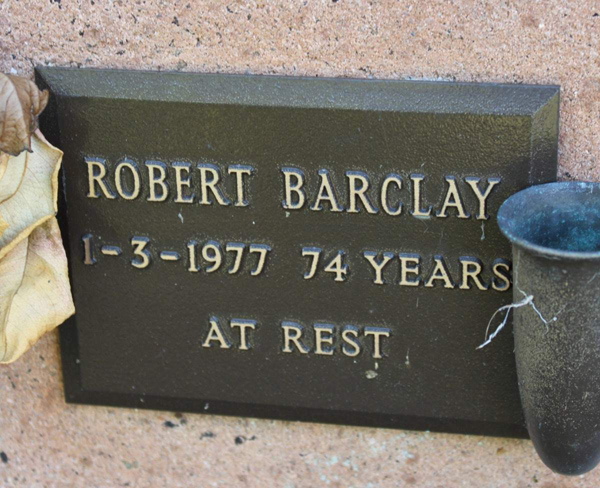 ROBERT BARCLAY
1-3-1977 74 YEARS
AT REST